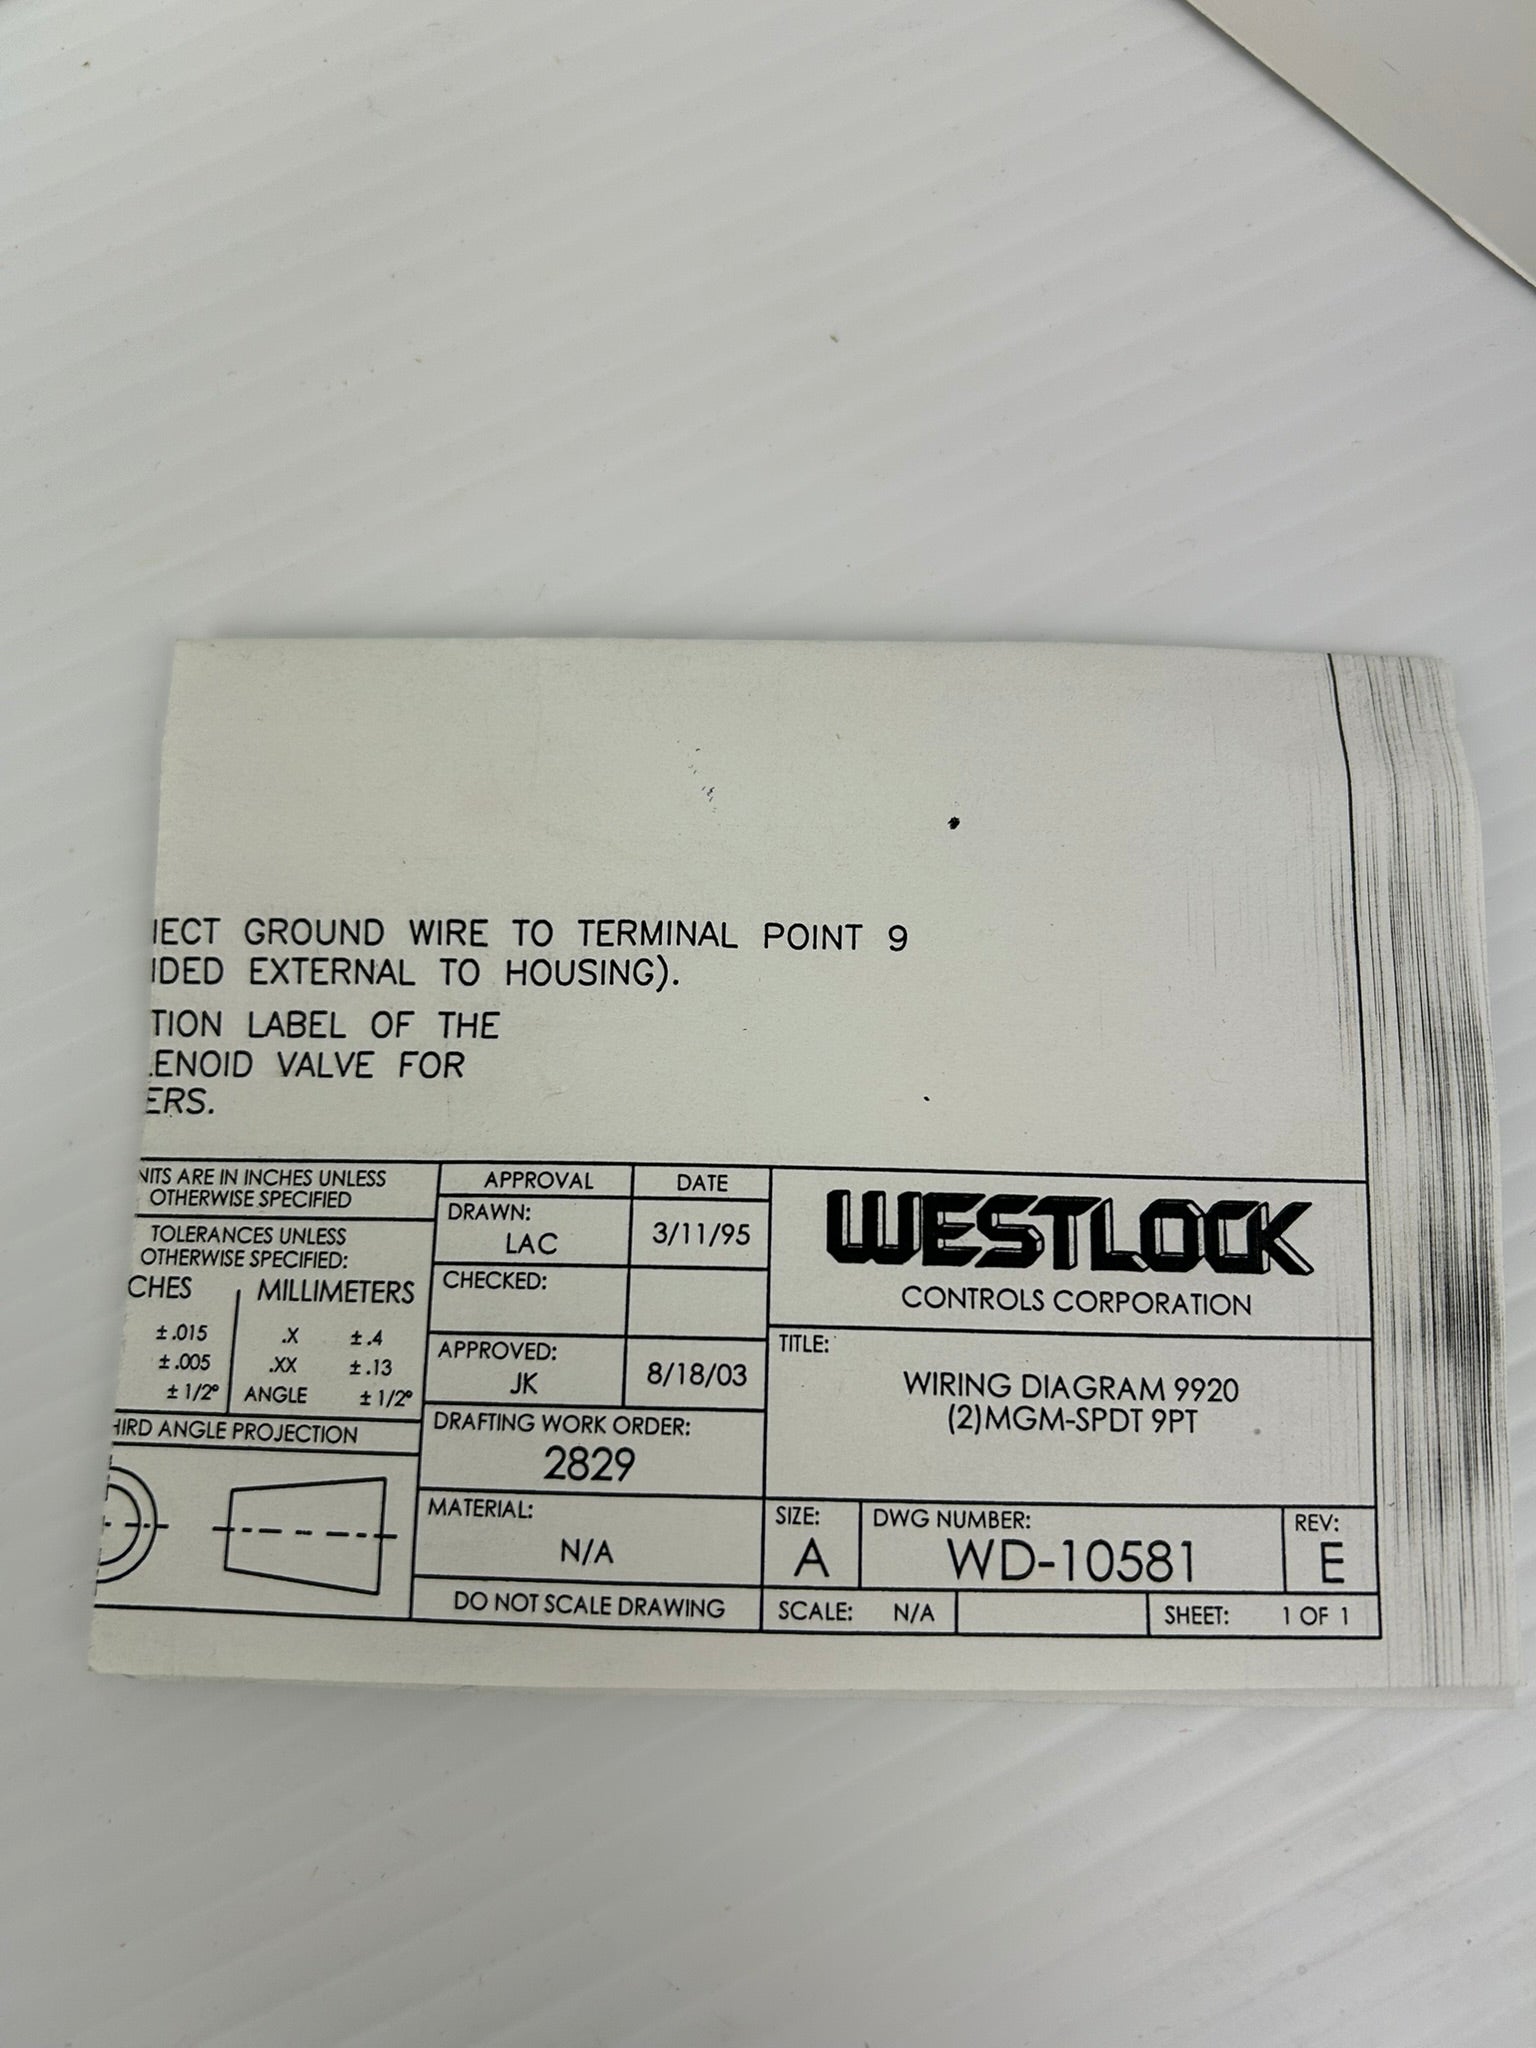 NECT GROUND WIRE TO TERMINAL POINT 9
IDED EXTERNAL TO HOUSING).
TION LABEL OF THE
LENOID VALVE FOR
ERS.
NITS ARE IN INCHES UNLESS
OTHERWISE SPECIFIED
TOLERANCES UNLESS
OTHERWISE SPECIFIED:
CHES MILLIMETERS
±.015 .X ±.4
±.005 .XX ±.13
±1/2° ANGLE ±1/2°
HIRD ANGLE PROJECTION
APPROVAL DATE
DRAWN:
LAC 3/11/95
CHECKED:
APPROVED:
JK 8/18/03
DRAFTING WORK ORDER:
2829
MATERIAL:
N/A
DO NOT SCALE DRAWING
WESTLOCK
CONTROLS CORPORATION
TITLE:
WIRING DIAGRAM 9920
(2)MGM-SPDT 9PT
SIZE: DWG NUMBER: REV:
A WD-10581 E
SCALE: N/A SHEET: 1 OF 1